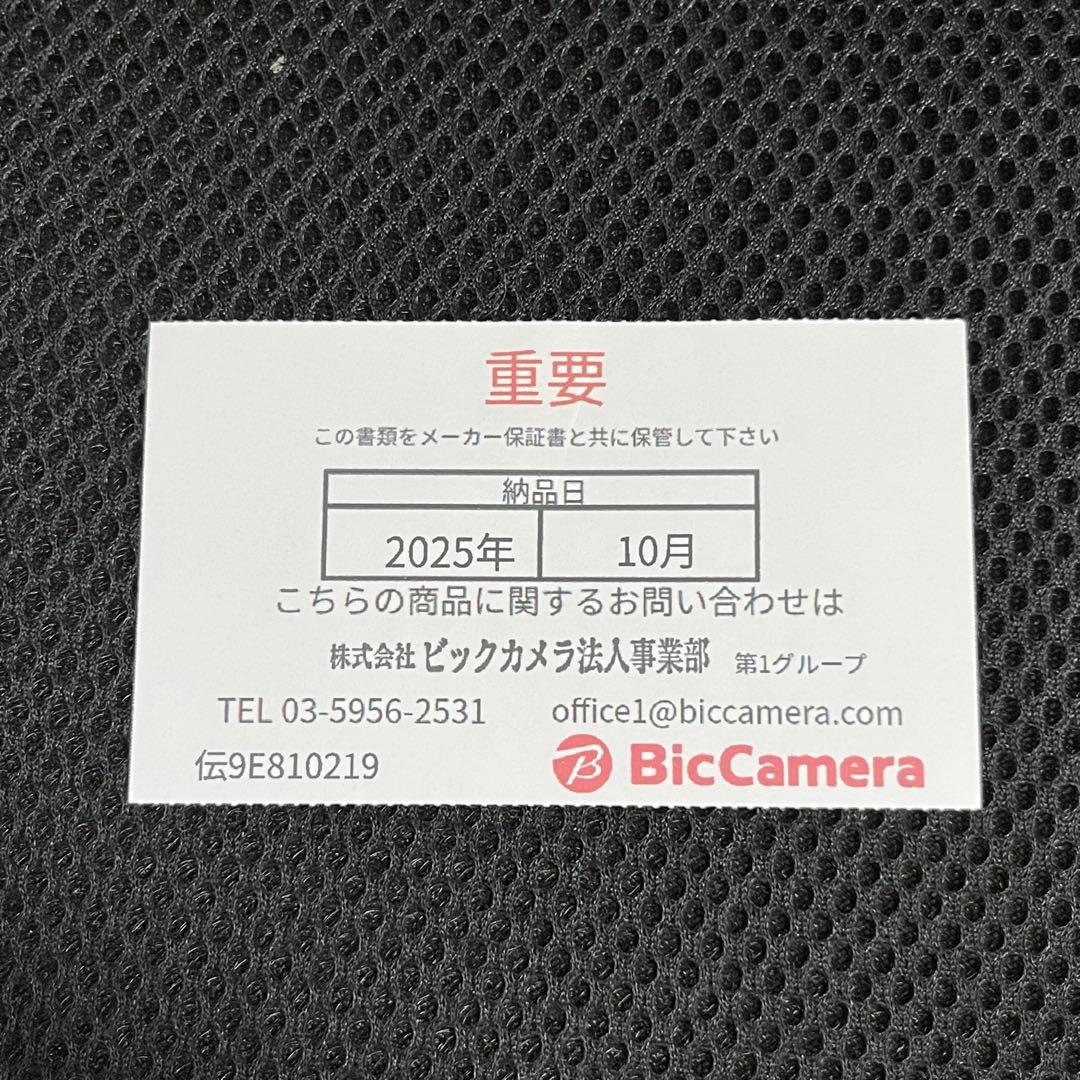 重要
この書類をメーカー保証書と共に保管して下さい
納品日
2025年 10月
こちらの商品に関するお問い合わせは
株式会社 ビックカメラ法人事業部 第1グループ
TEL 03-5956-2531 office1@biccamera.com
伝9E810219 BicCamera